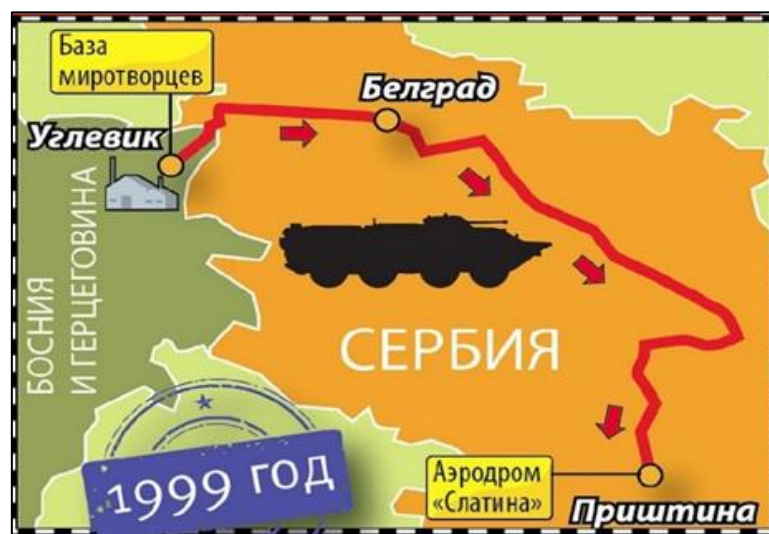 База
миротворцев
Белград
Углевик
БОСНИЯ
И ГЕРЦЕГОВИНА
СЕРБИЯ
1999 ГОД
Аэродром
«Слатина»
Приштина